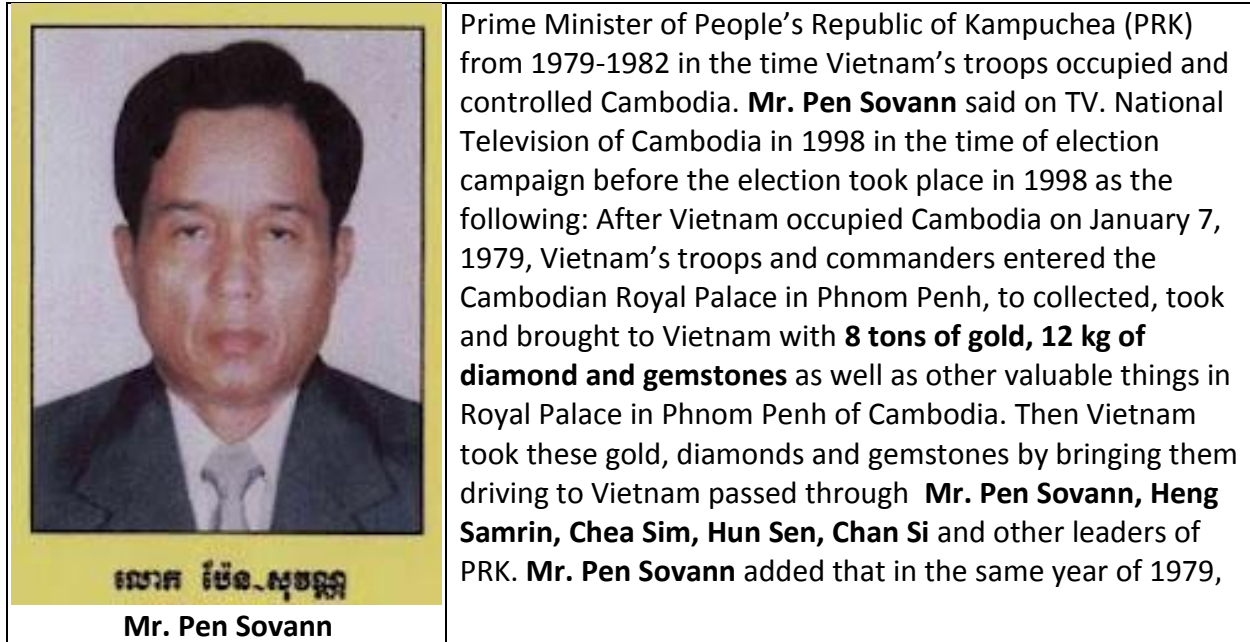 លោក ប៉ែន~សុវណ្ណ
Mr. Pen Sovann
Prime Minister of People’s Republic of Kampuchea (PRK)
from 1979-1982 in the time Vietnam’s troops occupied and
controlled Cambodia. Mr. Pen Sovann said on TV. National
Television of Cambodia in 1998 in the time of election
campaign before the election took place in 1998 as the
following: After Vietnam occupied Cambodia on January 7,
1979, Vietnam’s troops and commanders entered the
Cambodian Royal Palace in Phnom Penh, to collected, took
and brought to Vietnam with 8 tons of gold, 12 kg of
diamond and gemstones as well as other valuable things in
Royal Palace in Phnom Penh of Cambodia. Then Vietnam
took these gold, diamonds and gemstones by bringing them
driving to Vietnam passed through Mr. Pen Sovann, Heng
Samrin, Chea Sim, Hun Sen, Chan Si and other leaders of
PRK. Mr. Pen Sovann added that in the same year of 1979,